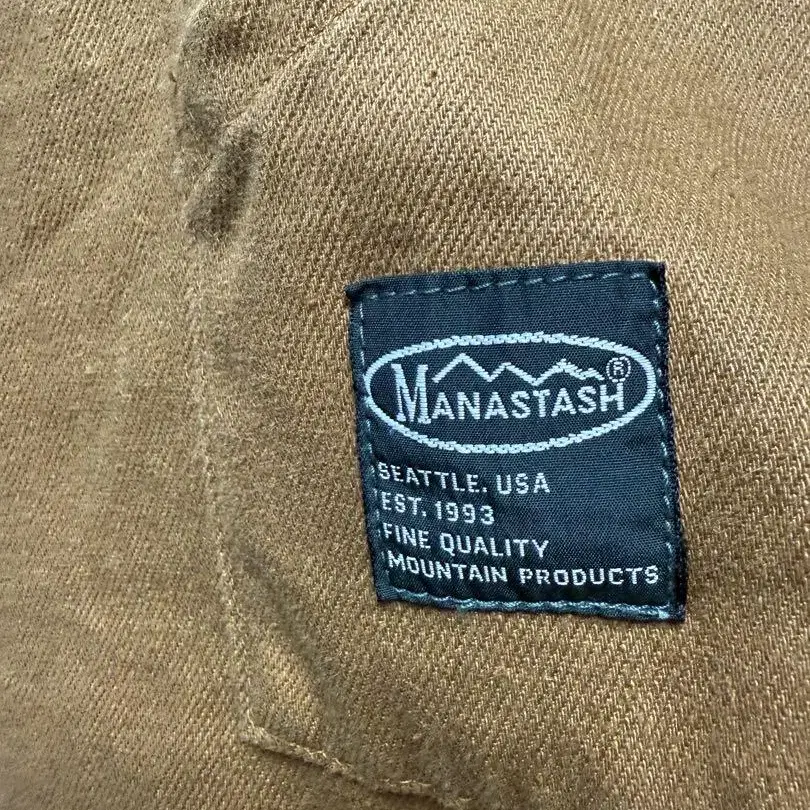 MANASTASH®
SEATTLE. USA
EST. 1993
FINE QUALITY
MOUNTAIN PRODUCTS